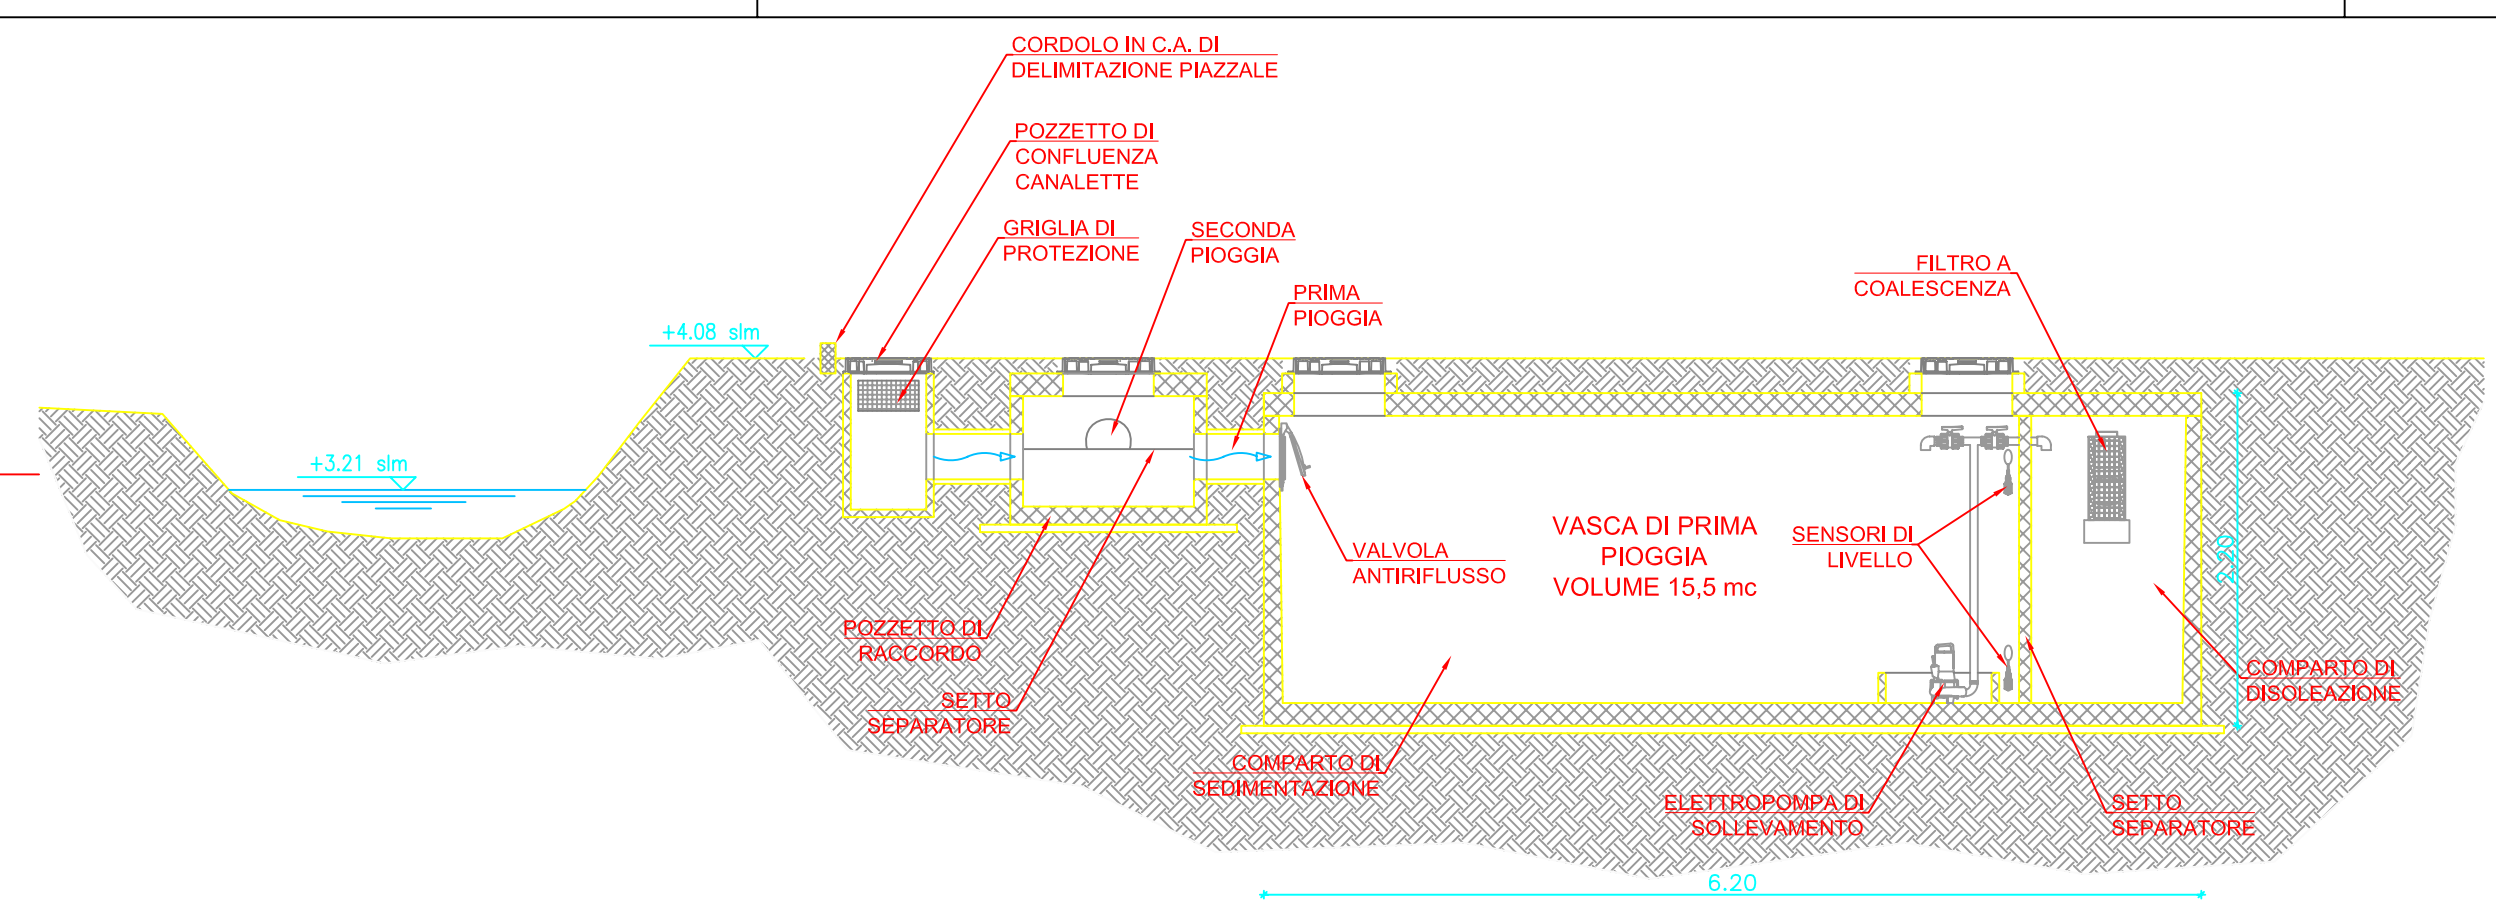 CORDOLO IN C.A. DI
DELIMITAZIONE PIAZZALE
POZZETTO DI
CONFLUENZA
CANALETTE
GRIGLIA DI
PROTEZIONE
SECONDA
PIOGGIA
PRIMA
PIOGGIA
FILTRO A
COALESCENZA
+4.08 slm
+3.21 slm
VASCA DI PRIMA
PIOGGIA
VOLUME 15,5 mc
VALVOLA
ANTIRIFLUSSO
SENSORI DI
LIVELLO
2.20
POZZETTO DI
RACCORDO
SETTO
SEPARATORE
COMPARTO DI
DISOLEAZIONE
COMPARTO DI
SEDIMENTAZIONE
ELETTROPOMPA DI
SOLLEVAMENTO
SETTO
SEPARATORE
6.20